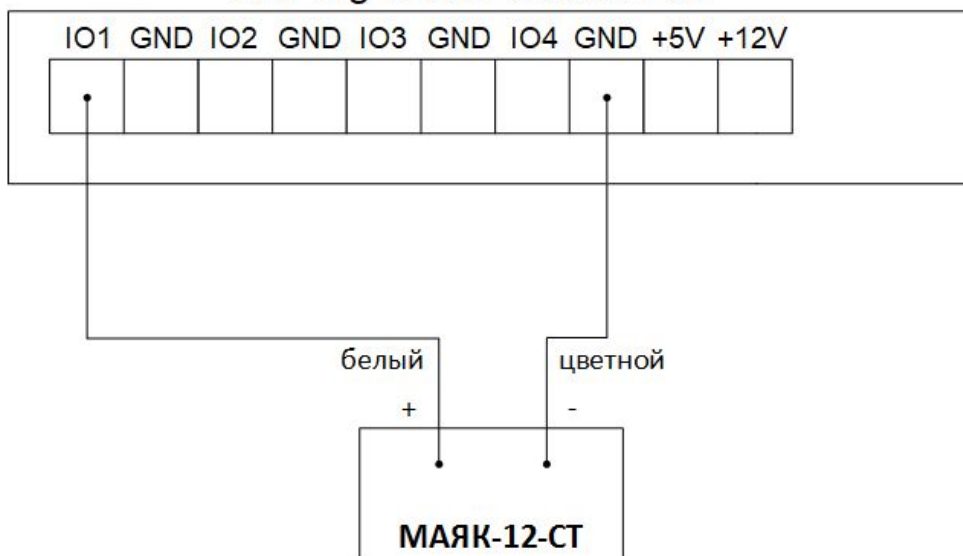 IO1 GND IO2 GND IO3 GND IO4 GND +5V +12V
белый цветной
+ -
МАЯК-12-СТ